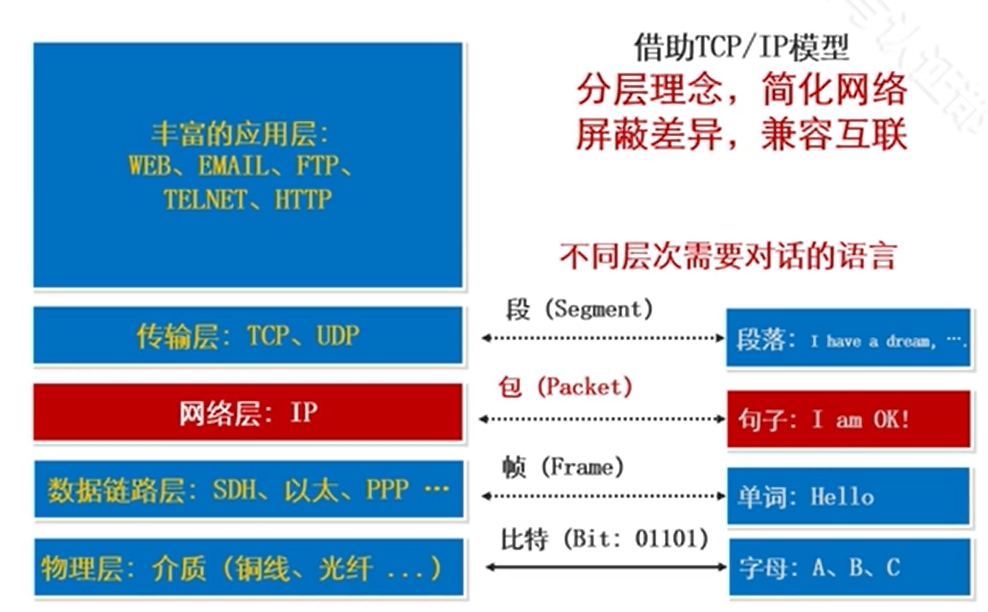 借助TCP/IP模型
分层理念，简化网络
屏蔽差异，兼容互联
丰富的应用层：
WEB、EMAIL、FTP、
TELNET、HTTP
不同层次需要对话的语言
传输层：TCP、UDP
段（Segment）
段落：I have a dream, ….
网络层：IP
包（Packet）
句子：I am OK!
数据链路层：SDH、以太、PPP …
帧（Frame）
单词：Hello
物理层：介质（铜线、光纤 ...）
比特（Bit：01101）
字母：A、B、C